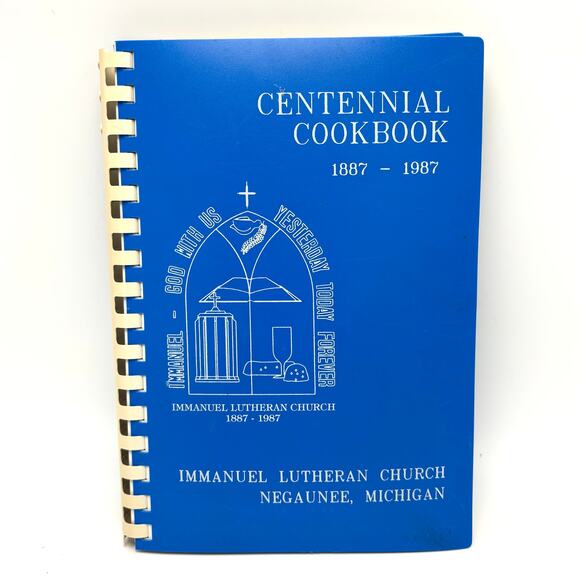 CENTENNIAL
COOKBOOK
1887 - 1987
IMMANUEL - GOD WITH US
YESTERDAY TODAY FOREVER
IMMANUEL LUTHERAN CHURCH
1887 - 1987
IMMANUEL LUTHERAN CHURCH
NEGAUNEE, MICHIGAN